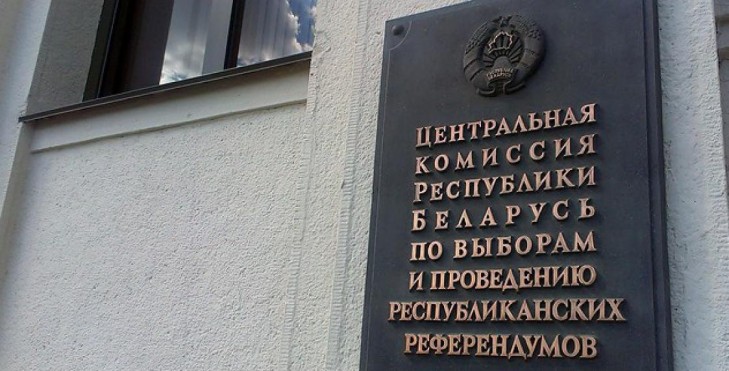 ЦЕНТРАЛЬНАЯ
КОМИССИЯ
РЕСПУБЛИКИ
БЕЛАРУСЬ
ПО ВЫБОРАМ
И ПРОВЕДЕНИЮ
РЕСПУБЛИКАНСКИХ
РЕФЕРЕНДУМОВ